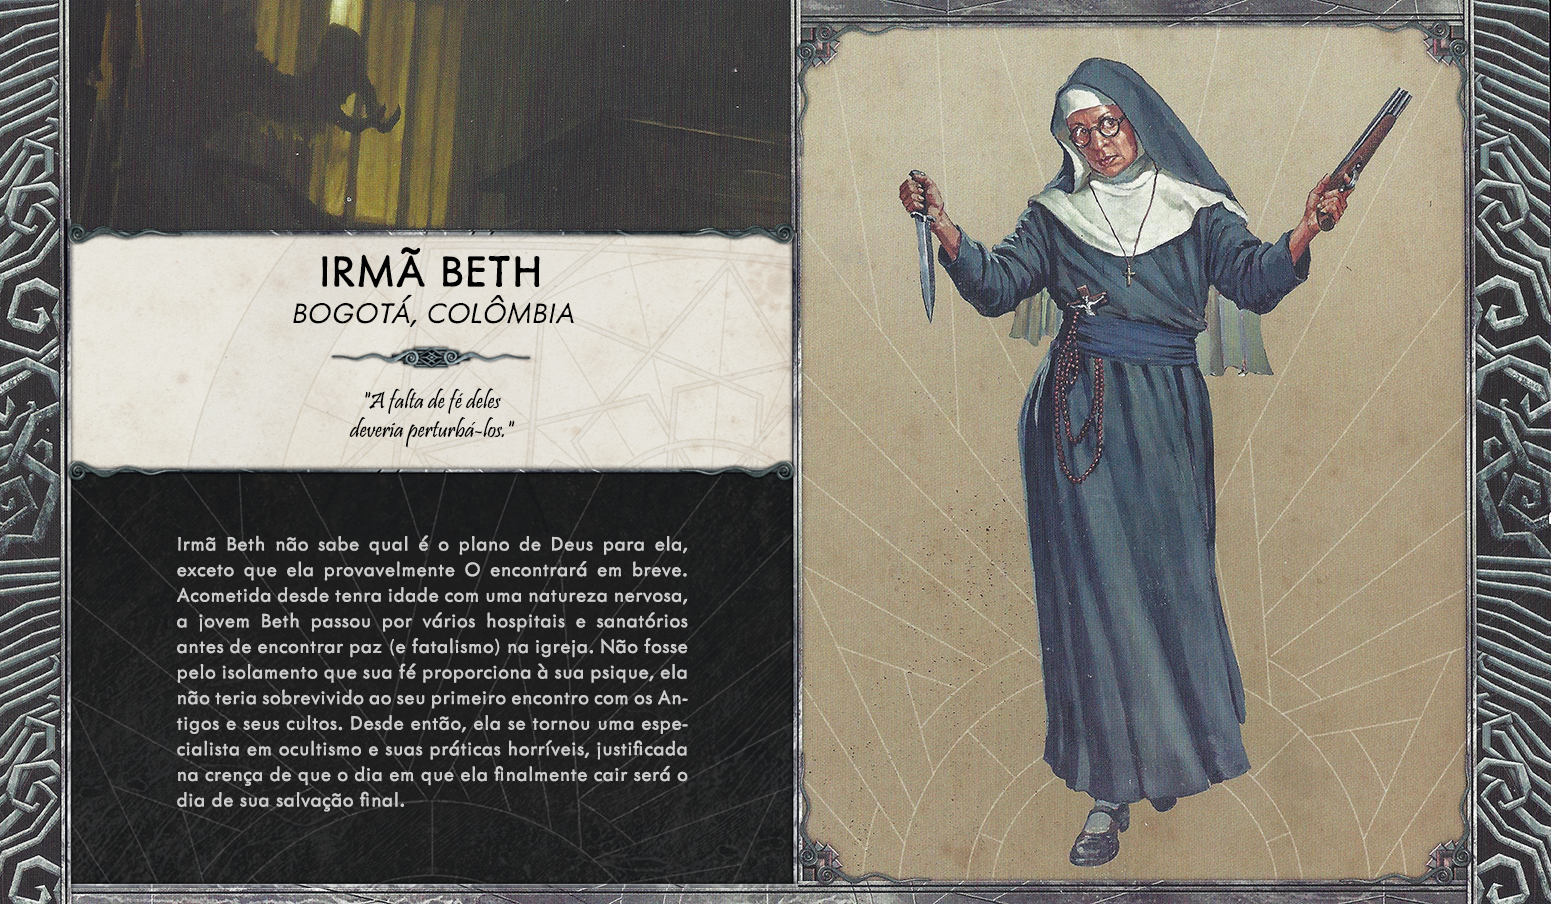 IRMÃ BETH
BOGOTÁ, COLÔMBIA
"A falta de fé deles
deveria perturbá-los."
Irmã Beth não sabe qual é o plano de Deus para ela,
exceto que ela provavelmente O encontrará em breve.
Acometida desde tenra idade com uma natureza nervosa,
a jovem Beth passou por vários hospitais e sanatórios
antes de encontrar paz (e fatalismo) na igreja. Não fosse
pelo isolamento que sua fé proporciona à sua psique, ela
não teria sobrevivido ao seu primeiro encontro com os An-
tigos e seus cultos. Desde então, ela se tornou uma espe-
cialista em ocultismo e suas práticas horríveis, justificada
na crença de que o dia em que ela finalmente cair será o
dia de sua salvação final.